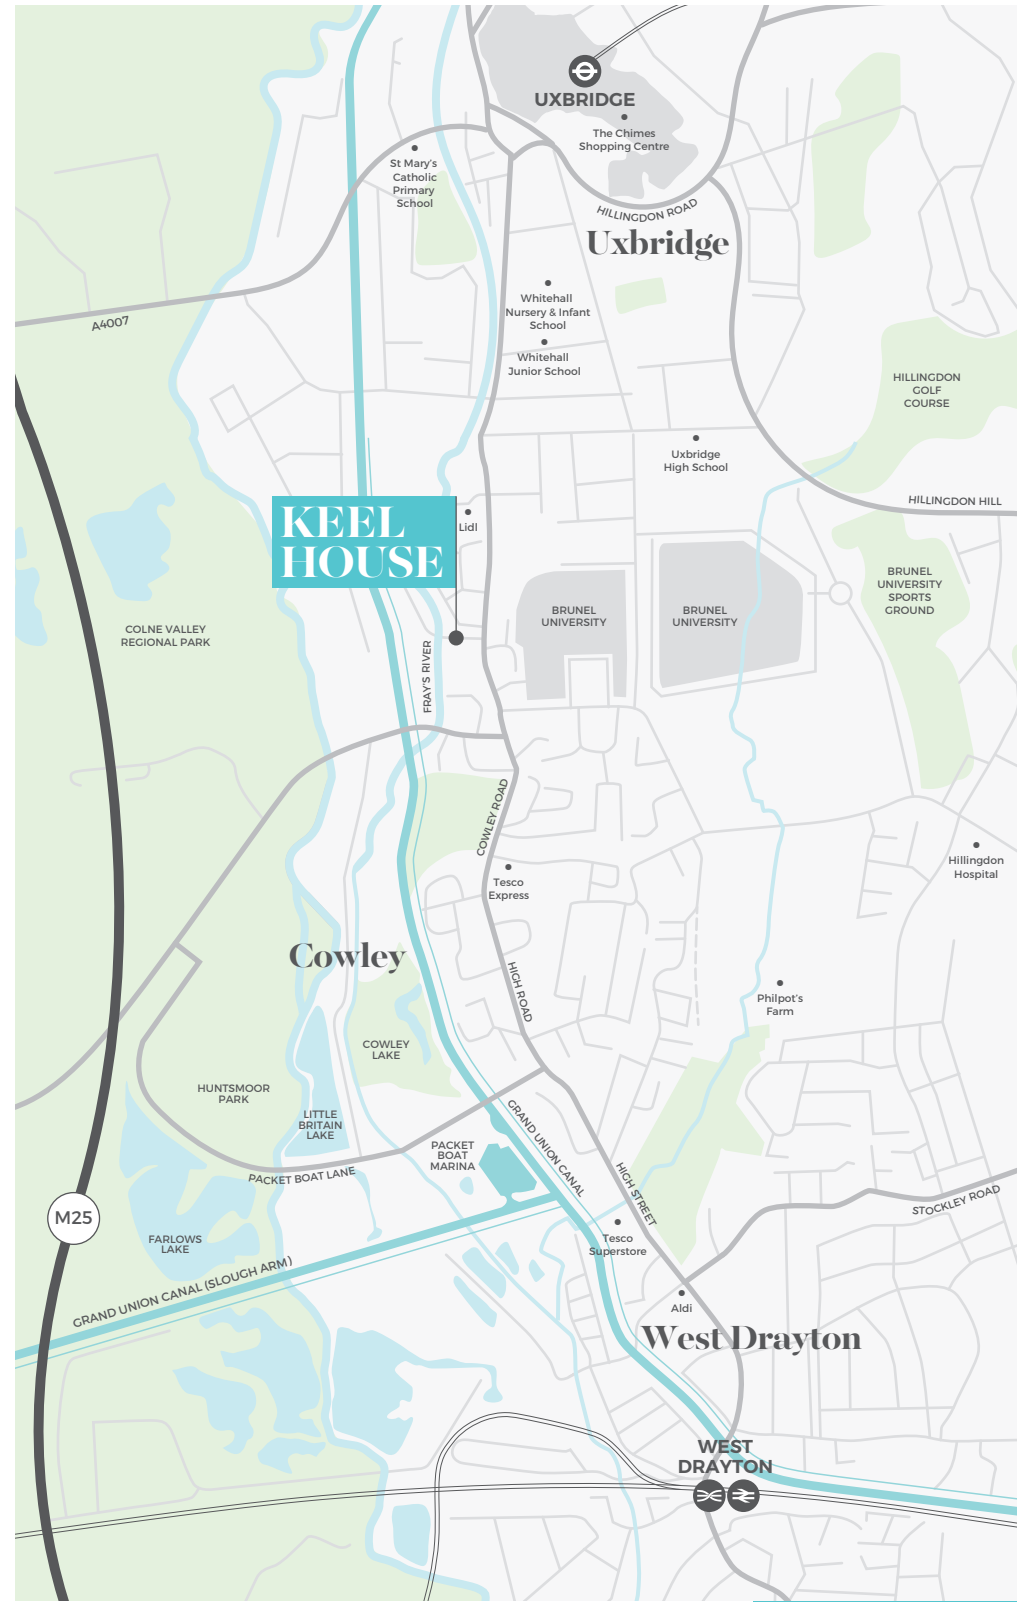 UXBRIDGE
The Chimes
Shopping Centre
St Mary's
Catholic
Primary
School
HILLINGDON ROAD
Uxbridge
Whitehall
Nursery & Infant
School
A4007
Whitehall
Junior School
HILLINGDON
GOLF
COURSE
Uxbridge
High School
HILLINGDON HILL
KEEL
HOUSE
Lidl
BRUNEL
UNIVERSITY
BRUNEL
UNIVERSITY
BRUNEL
UNIVERSITY
SPORTS
GROUND
COLNE VALLEY
REGIONAL PARK
FRAY'S RIVER
COWLEY ROAD
Hillingdon
Hospital
Tesco
Express
Cowley
HIGH ROAD
Philpot's
Farm
COWLEY
LAKE
HUNTSMOOR
PARK
LITTLE
BRITAIN
LAKE
GRAND UNION CANAL
PACKET
BOAT
MARINA
PACKET BOAT LANE
HIGH STREET
STOCKLEY ROAD
M25
FARLOWS
LAKE
Tesco
Superstore
GRAND UNION CANAL (SLOUGH ARM)
Aldi
West Drayton
WEST
DRAYTON